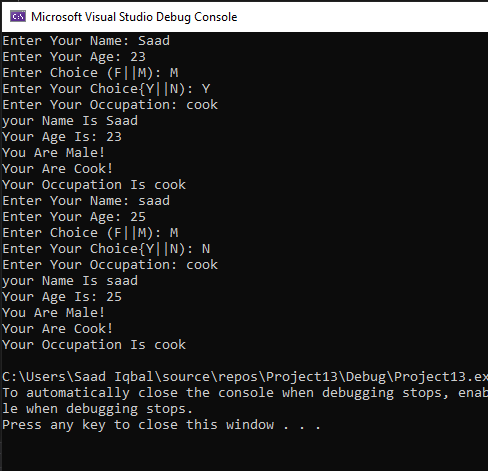 Microsoft Visual Studio Debug Console
Enter Your Name: Saad
Enter Your Age: 23
Enter Choice (F||M): M
Enter Your Choice{Y||N): Y
Enter Your Occupation: cook
your Name Is Saad
Your Age Is: 23
You Are Male!
Your Are Cook!
Your Occupation Is cook
Enter Your Name: saad
Enter Your Age: 25
Enter Choice (F||M): M
Enter Your Choice{Y||N): N
Enter Your Occupation: cook
your Name Is saad
Your Age Is: 25
You Are Male!
Your Are Cook!
Your Occupation Is cook
C:\Users\Saad Iqbal\source\repos\Project13\Debug\Project13.ex
To automatically close the console when debugging stops, enab
le when debugging stops.
Press any key to close this window . . .